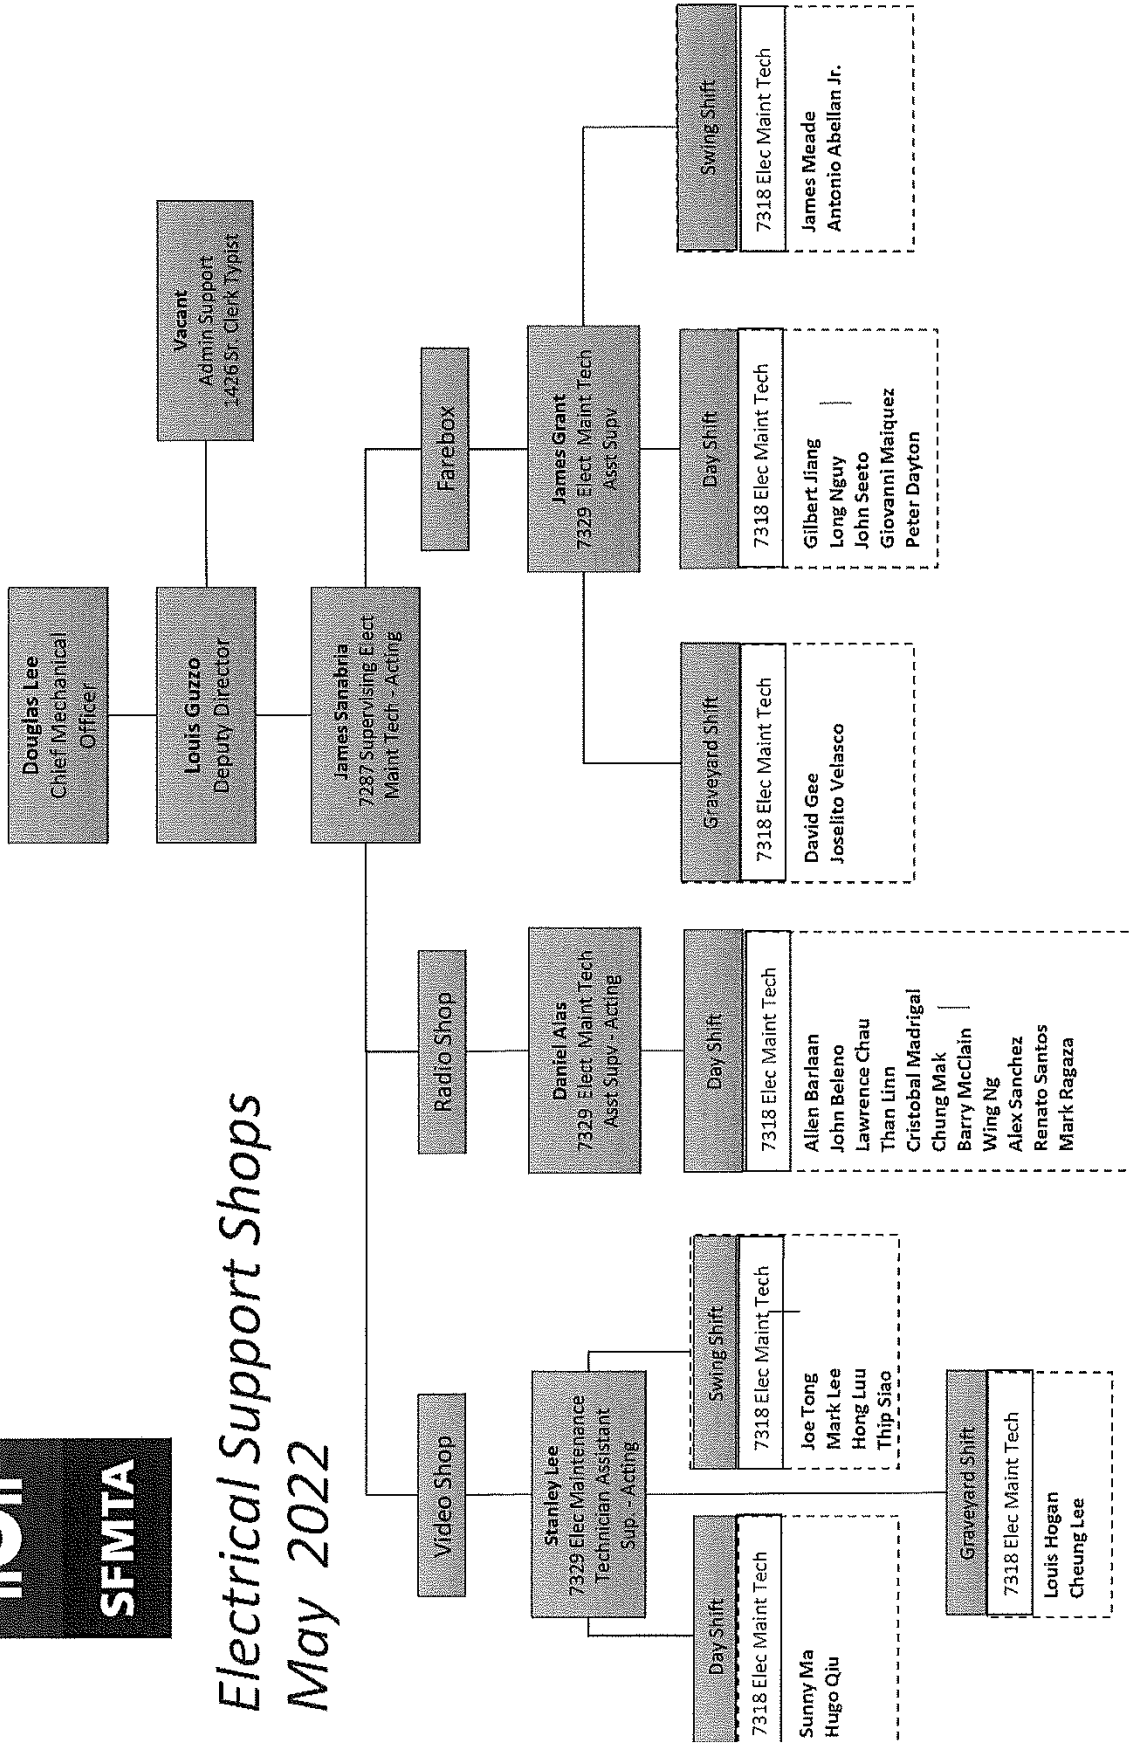 SFMTA
Electrical Support Shops
May 2022
Douglas Lee
Chief Mechanical
Officer
Louis Guzzo
Deputy Director
Vacant
Admin Support
1426 Sr. Clerk Typist
James Sanabria
7287 Supervising Elect
Maint Tech - Acting
Video Shop
Radio Shop
Farebox
Stanley Lee
7329 Elec Maintenance
Technician Assistant
Sup - Acting
Daniel Alas
7329 Elect Maint Tech
Asst Supv - Acting
James Grant
7329 Elect Maint Tech
Asst Supv
Day Shift
7318 Elec Maint Tech
Sunny Ma
Hugo Qiu
Swing Shift
7318 Elec Maint Tech
Joe Tong
Mark Lee
Hong Luu
Thip Siao
Graveyard Shift
7318 Elec Maint Tech
Louis Hogan
Cheung Lee
Day Shift
7318 Elec Maint Tech
Allen Barlaan
John Beleno
Lawrence Chau
Than Linn
Cristobal Madrigal
Chung Mak
Barry McClain
Wing Ng
Alex Sanchez
Renato Santos
Mark Ragaza
Graveyard Shift
7318 Elec Maint Tech
David Gee
Joselito Velasco
Day Shift
7318 Elec Maint Tech
Gilbert Jiang
Long Nguy
John Seeto
Giovanni Maiquez
Peter Dayton
Swing Shift
7318 Elec Maint Tech
James Meade
Antonio Abellan Jr.